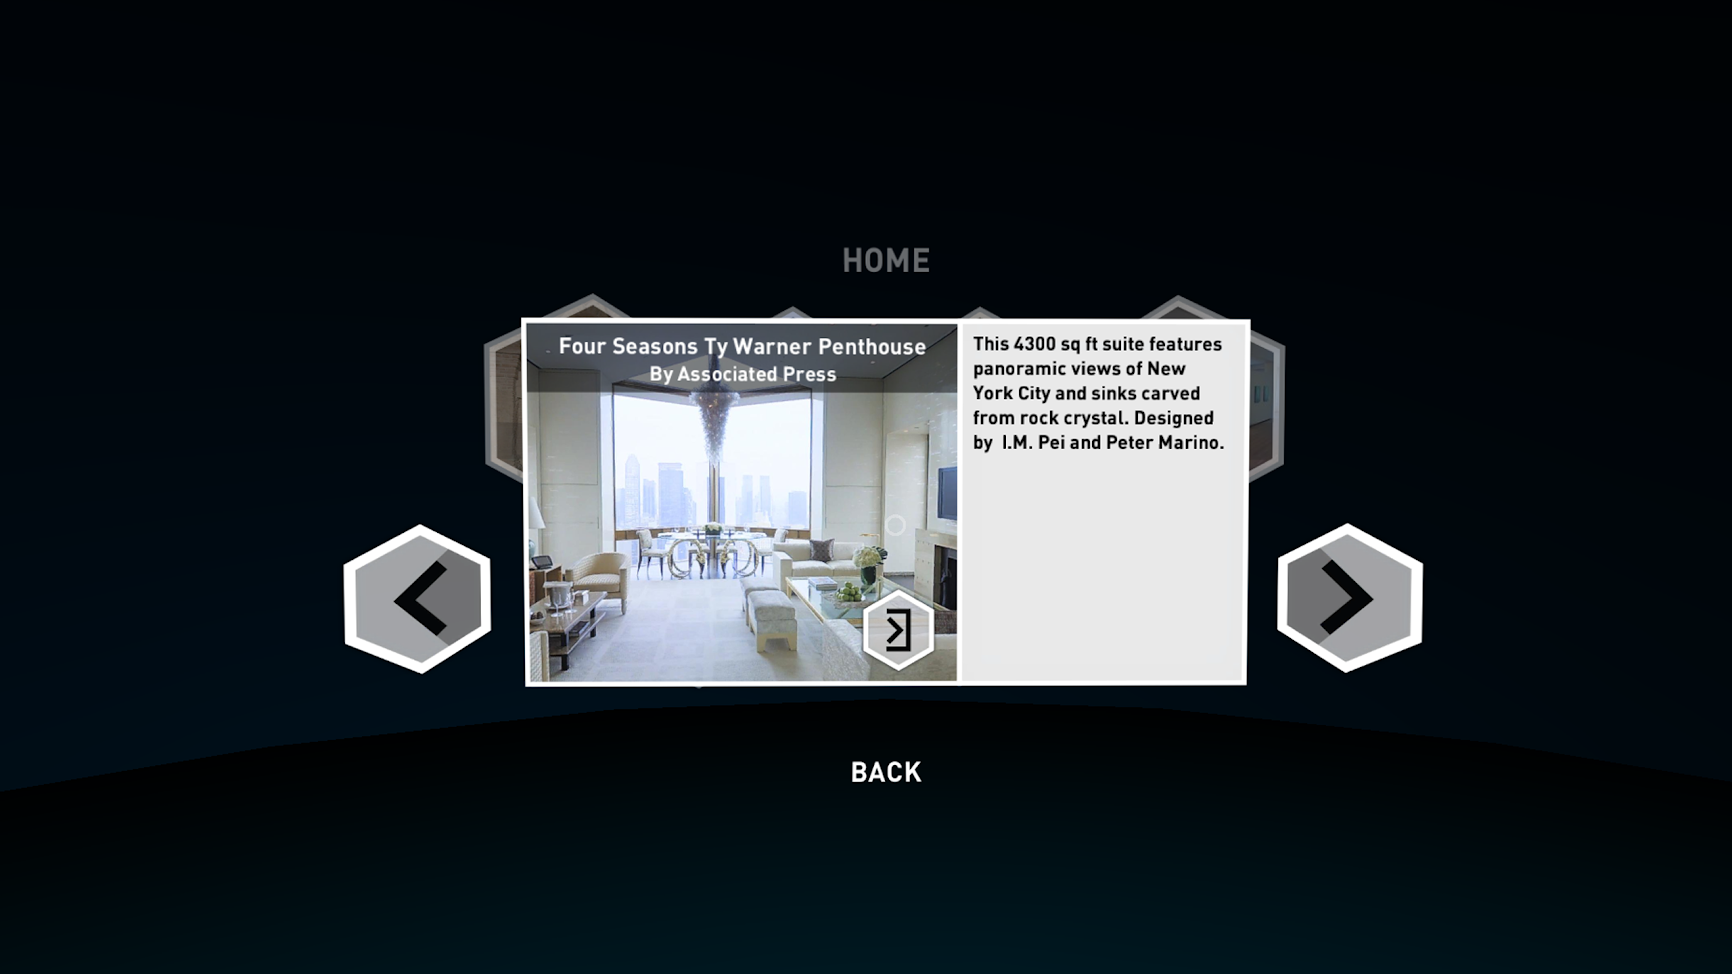 HOME
Four Seasons Ty Warner Penthouse
By Associated Press
This 4300 sq ft suite features
panoramic views of New
York City and sinks carved
from rock crystal. Designed
by  I.M. Pei and Peter Marino.
BACK